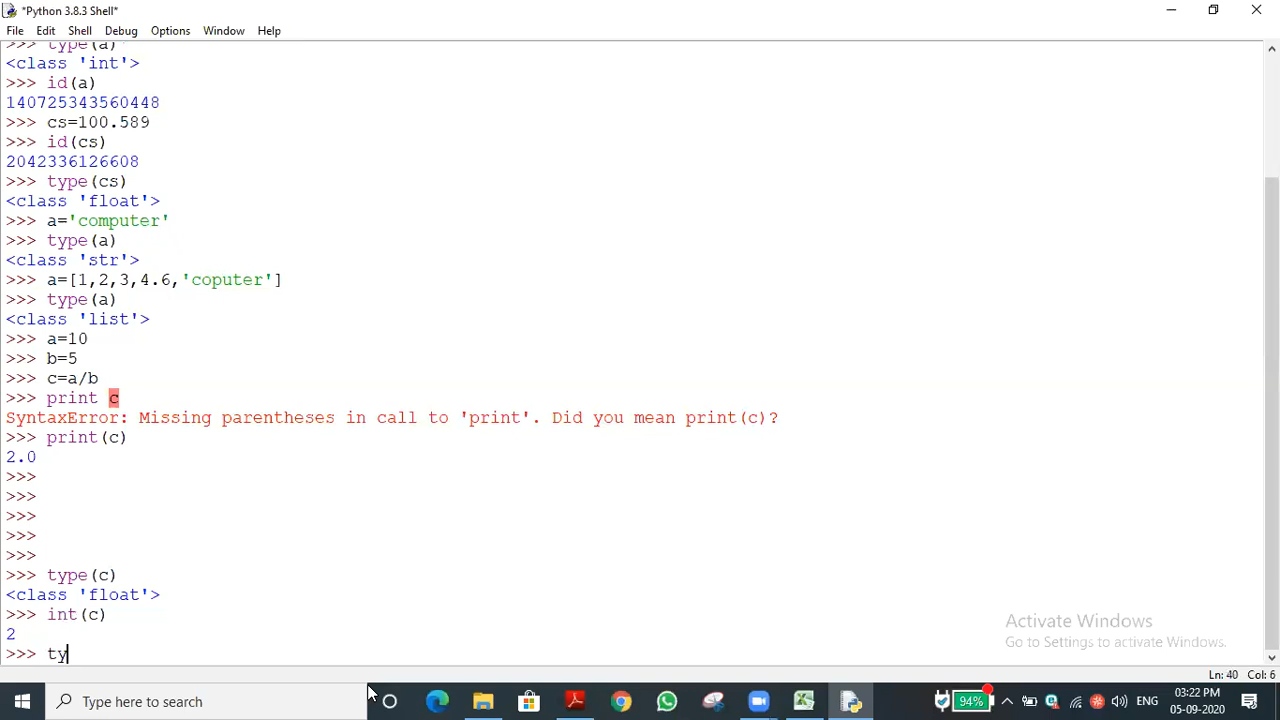 *Python 3.8.3 Shell*
File Edit Shell Debug Options Window Help
>>> type(a)
<class 'int'>
>>> id(a)
140725343560448
>>> cs=100.589
>>> id(cs)
2042336126608
>>> type(cs)
<class 'float'>
>>> a='computer'
>>> type(a)
<class 'str'>
>>> a=[1,2,3,4.6,'coputer']
>>> type(a)
<class 'list'>
>>> a=10
>>> b=5
>>> c=a/b
>>> print c
SyntaxError: Missing parentheses in call to 'print'. Did you mean print(c)?
>>> print(c)
2.0
>>>
>>>
>>>
>>>
>>>
>>> type(c)
<class 'float'>
>>> int(c)
2
>>> ty
Activate Windows
Go to Settings to activate Windows.
Ln: 40 Col: 6
Type here to search
94%
ENG
03:22 PM
05-09-2020